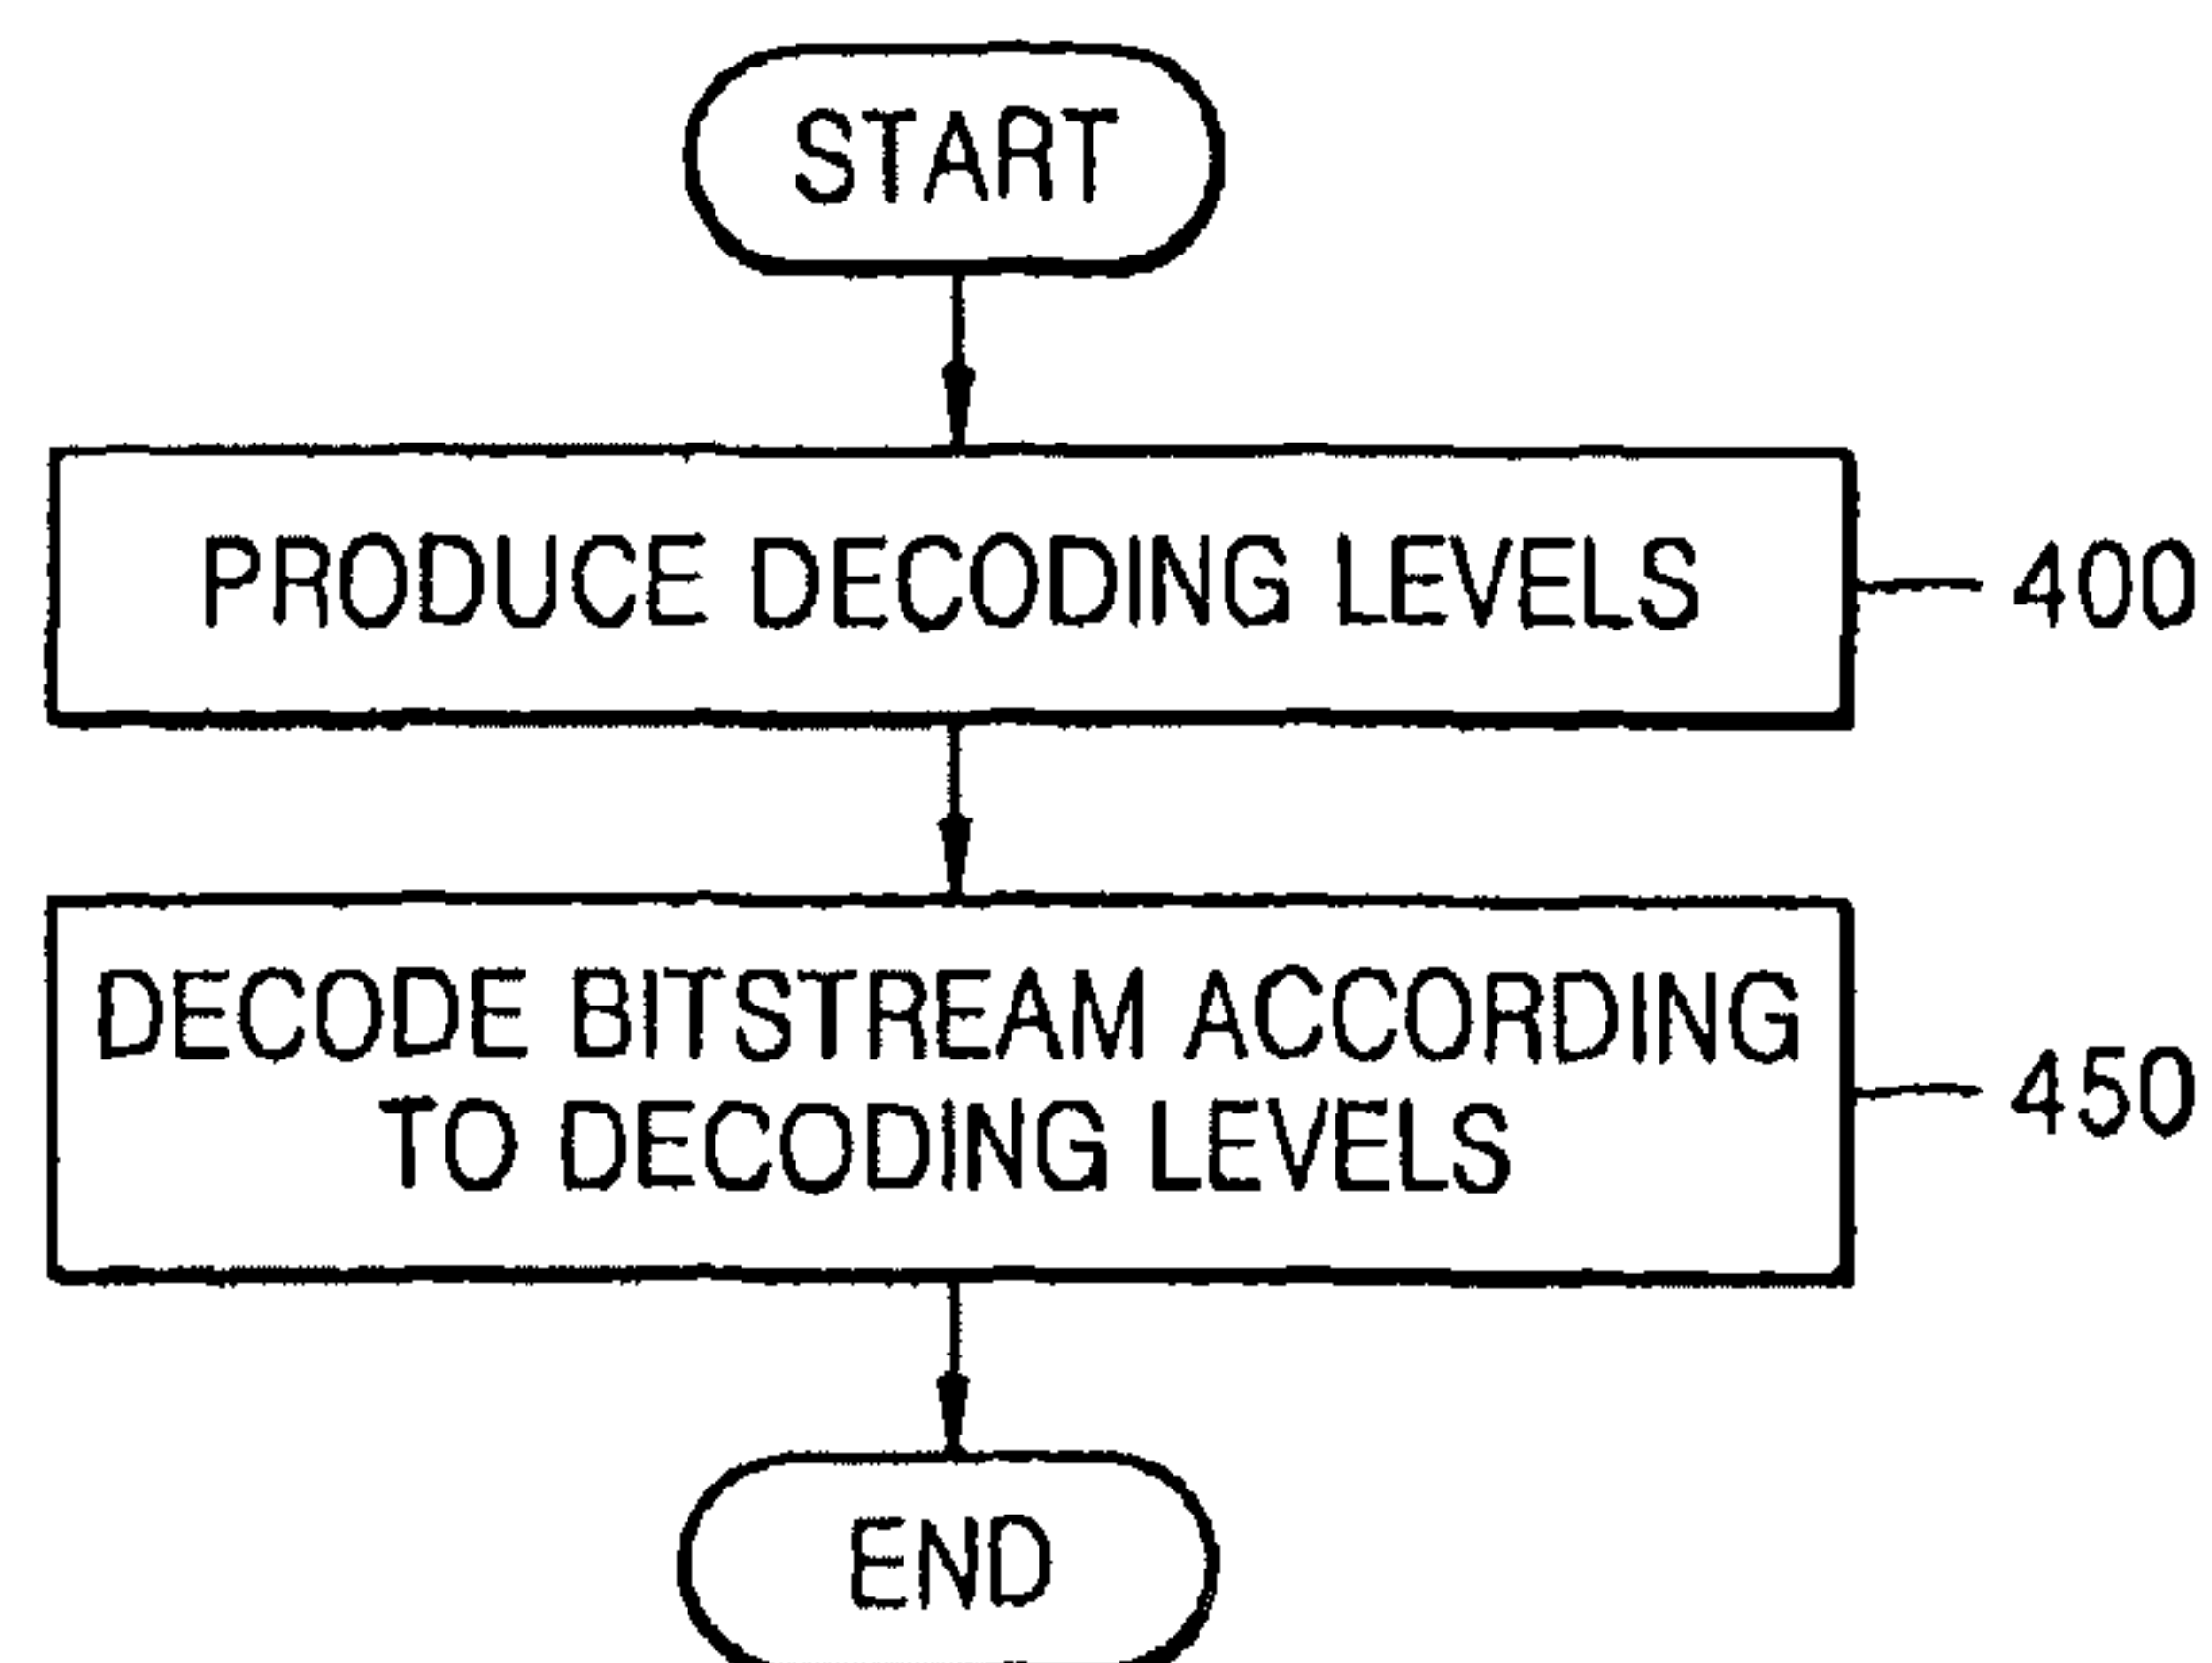 START
PRODUCE DECODING LEVELS
400
DECODE BITSTREAM ACCORDING
TO DECODING LEVELS
450
END